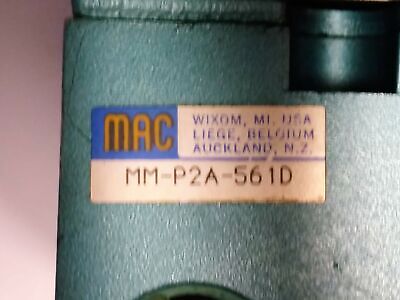 MAC
WIXOM, MI. USA
LIEGE, BELGIUM
AUCKLAND, N.Z.
MM-P2A-561D